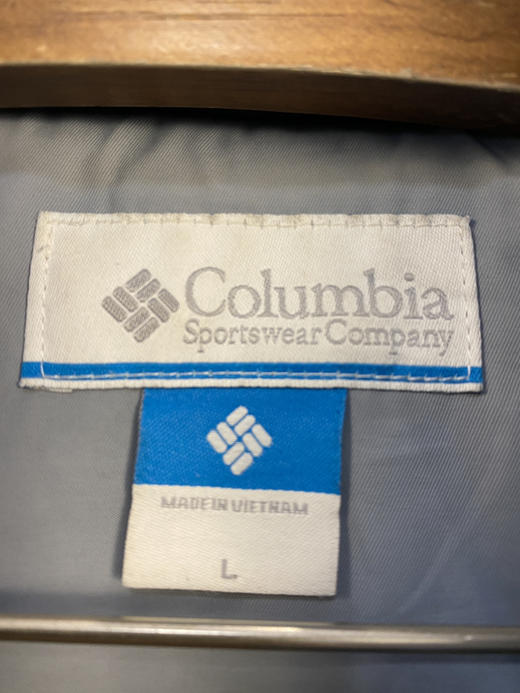 Columbia
Sportswear Company
MADE IN VIETNAM
L